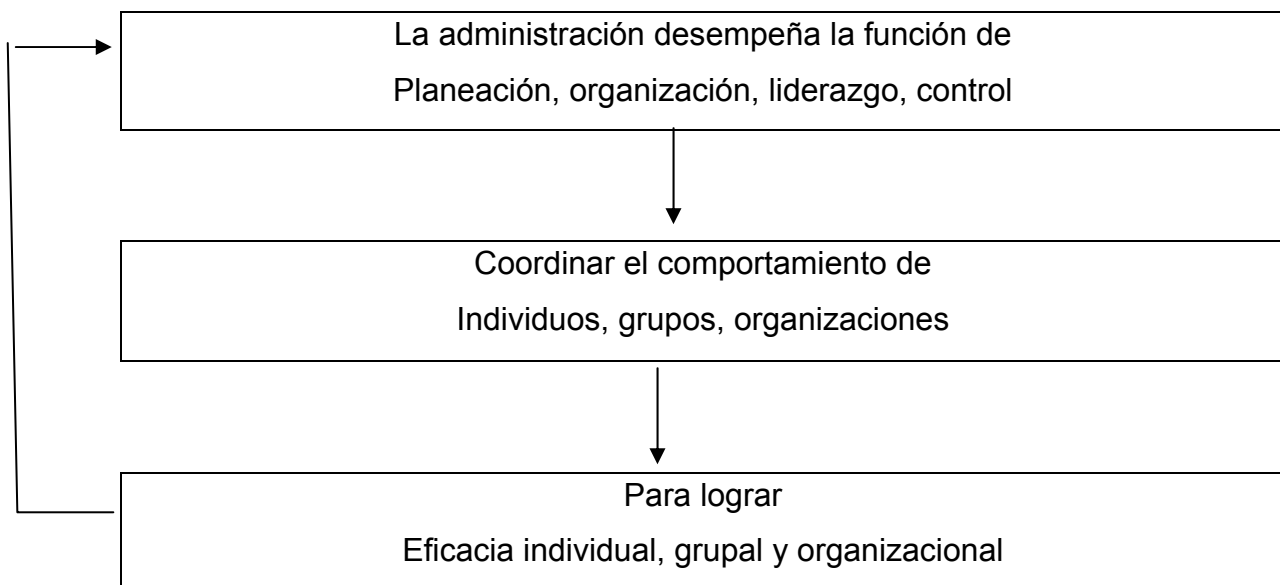 La administración desempeña la función de
Planeación, organización, liderazgo, control
Coordinar el comportamiento de
Individuos, grupos, organizaciones
Para lograr
Eficacia individual, grupal y organizacional